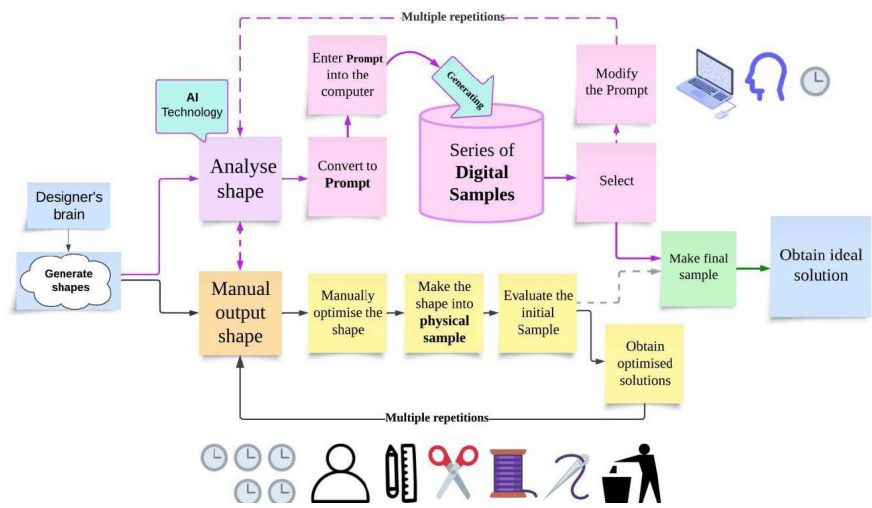 Multiple repetitions
Enter Prompt
into the
computer
Generating
Modify
the Prompt
AI
Technology
Analyse
shape
Convert to
Prompt
Series of
Digital
Samples
Select
Designer's
brain
Generate
shapes
Make final
sample
Obtain ideal
solution
Manual
output
shape
Manually
optimise the
shape
Make the
shape into
physical
sample
Evaluate the
initial
Sample
Obtain
optimised
solutions
Multiple repetitions